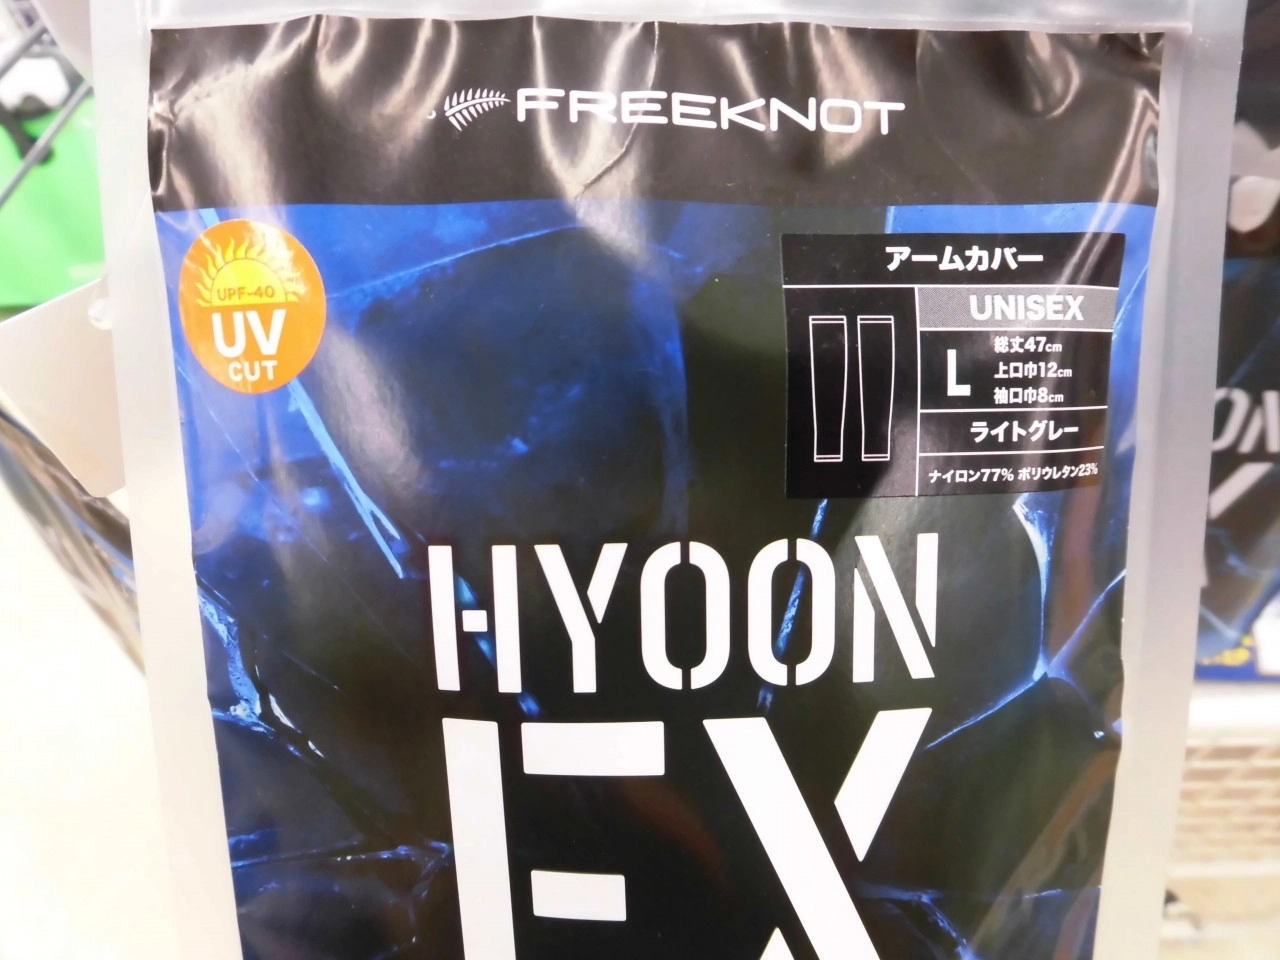 FREEKNOT
UPF-40
UV
CUT
アームカバー
UNISEX
L
総丈47cm
上口巾12cm
袖口巾8cm
ライトグレー
ナイロン77% ポリウレタン23%
HYOON
EX
ON